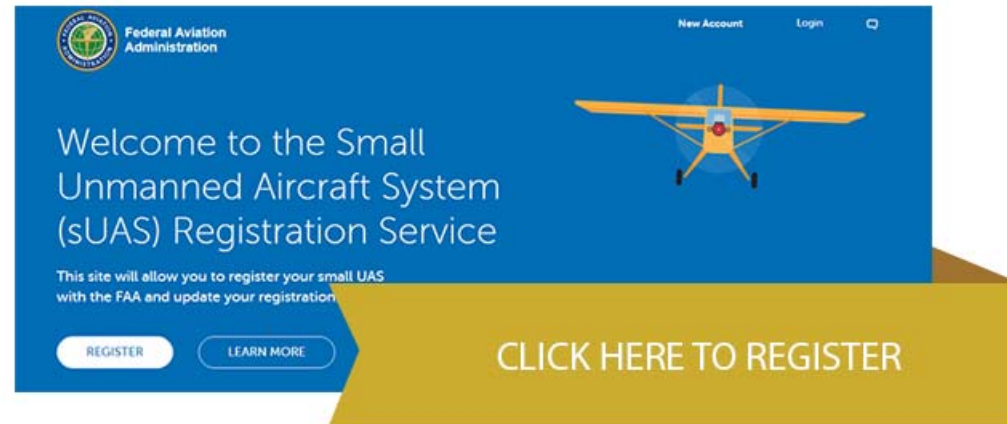 Federal Aviation
Administration
New Account
Login
Welcome to the Small
Unmanned Aircraft System
(sUAS) Registration Service
This site will allow you to register your small UAS
with the FAA and update your registration
REGISTER
LEARN MORE
CLICK HERE TO REGISTER